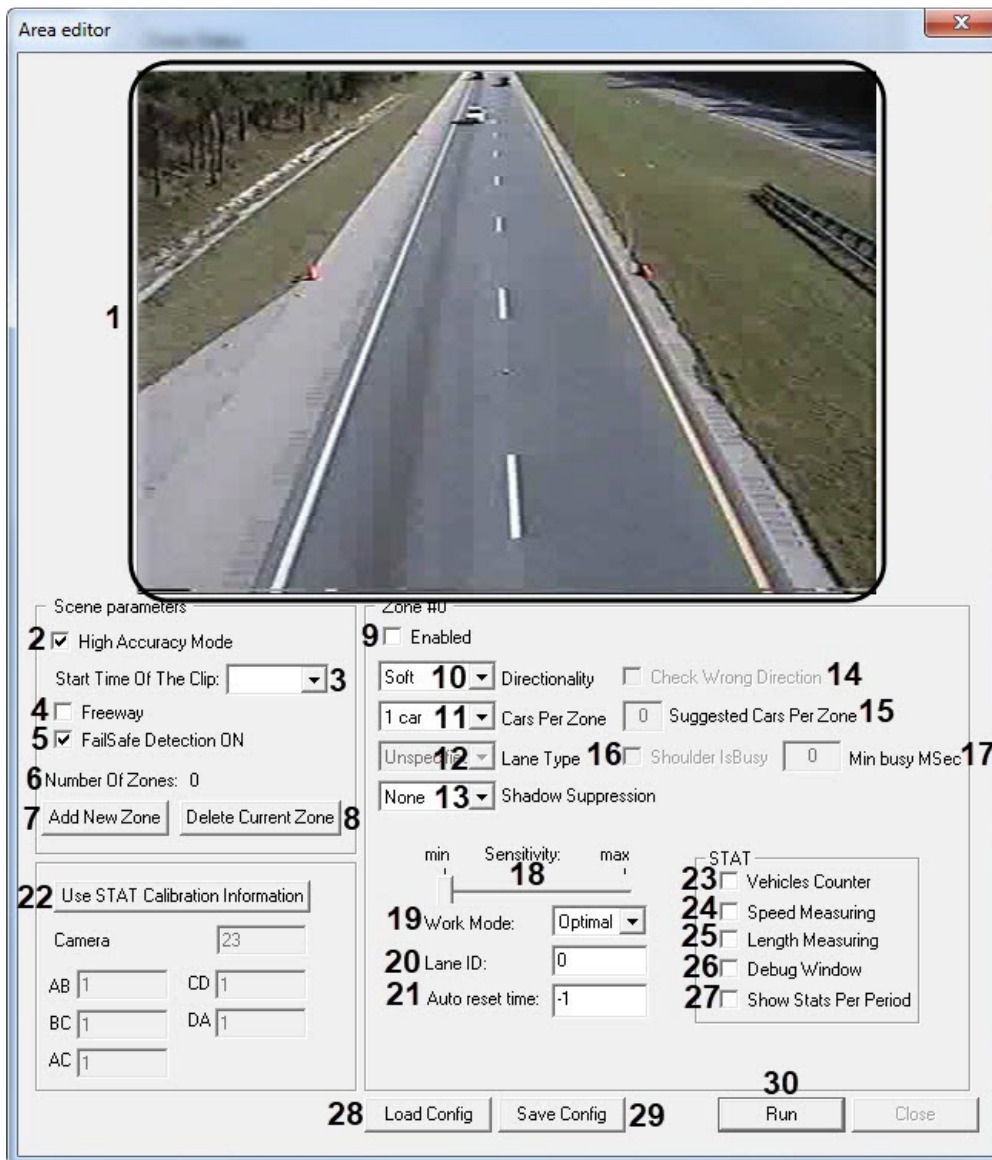 Area editor
1
Scene parameters
2 High Accuracy Mode
Start Time Of The Clip: 3
4 Freeway
5 FailSafe Detection ON
6 Number Of Zones: 0
7 Add New Zone Delete Current Zone 8
22 Use STAT Calibration Information
Camera 23
AB 1 CD 1
BC 1 DA 1
AC 1
Zone #0
9 Enabled
Soft 10 Directionality Check Wrong Direction 14
1 car 11 Cars Per Zone 0 Suggested Cars Per Zone 15
12 Lane Type 16 Shoulder IsBusy 0 Min busy MSec 17
None 13 Shadow Suppression
min Sensitivity: max
18
19 Work Mode: Optimal
20 Lane ID: 0
21 Auto reset time: -1
STAT
23 Vehicles Counter
24 Speed Measuring
25 Length Measuring
26 Debug Window
27 Show Stats Per Period
30
28 Load Config Save Config 29 Run Close